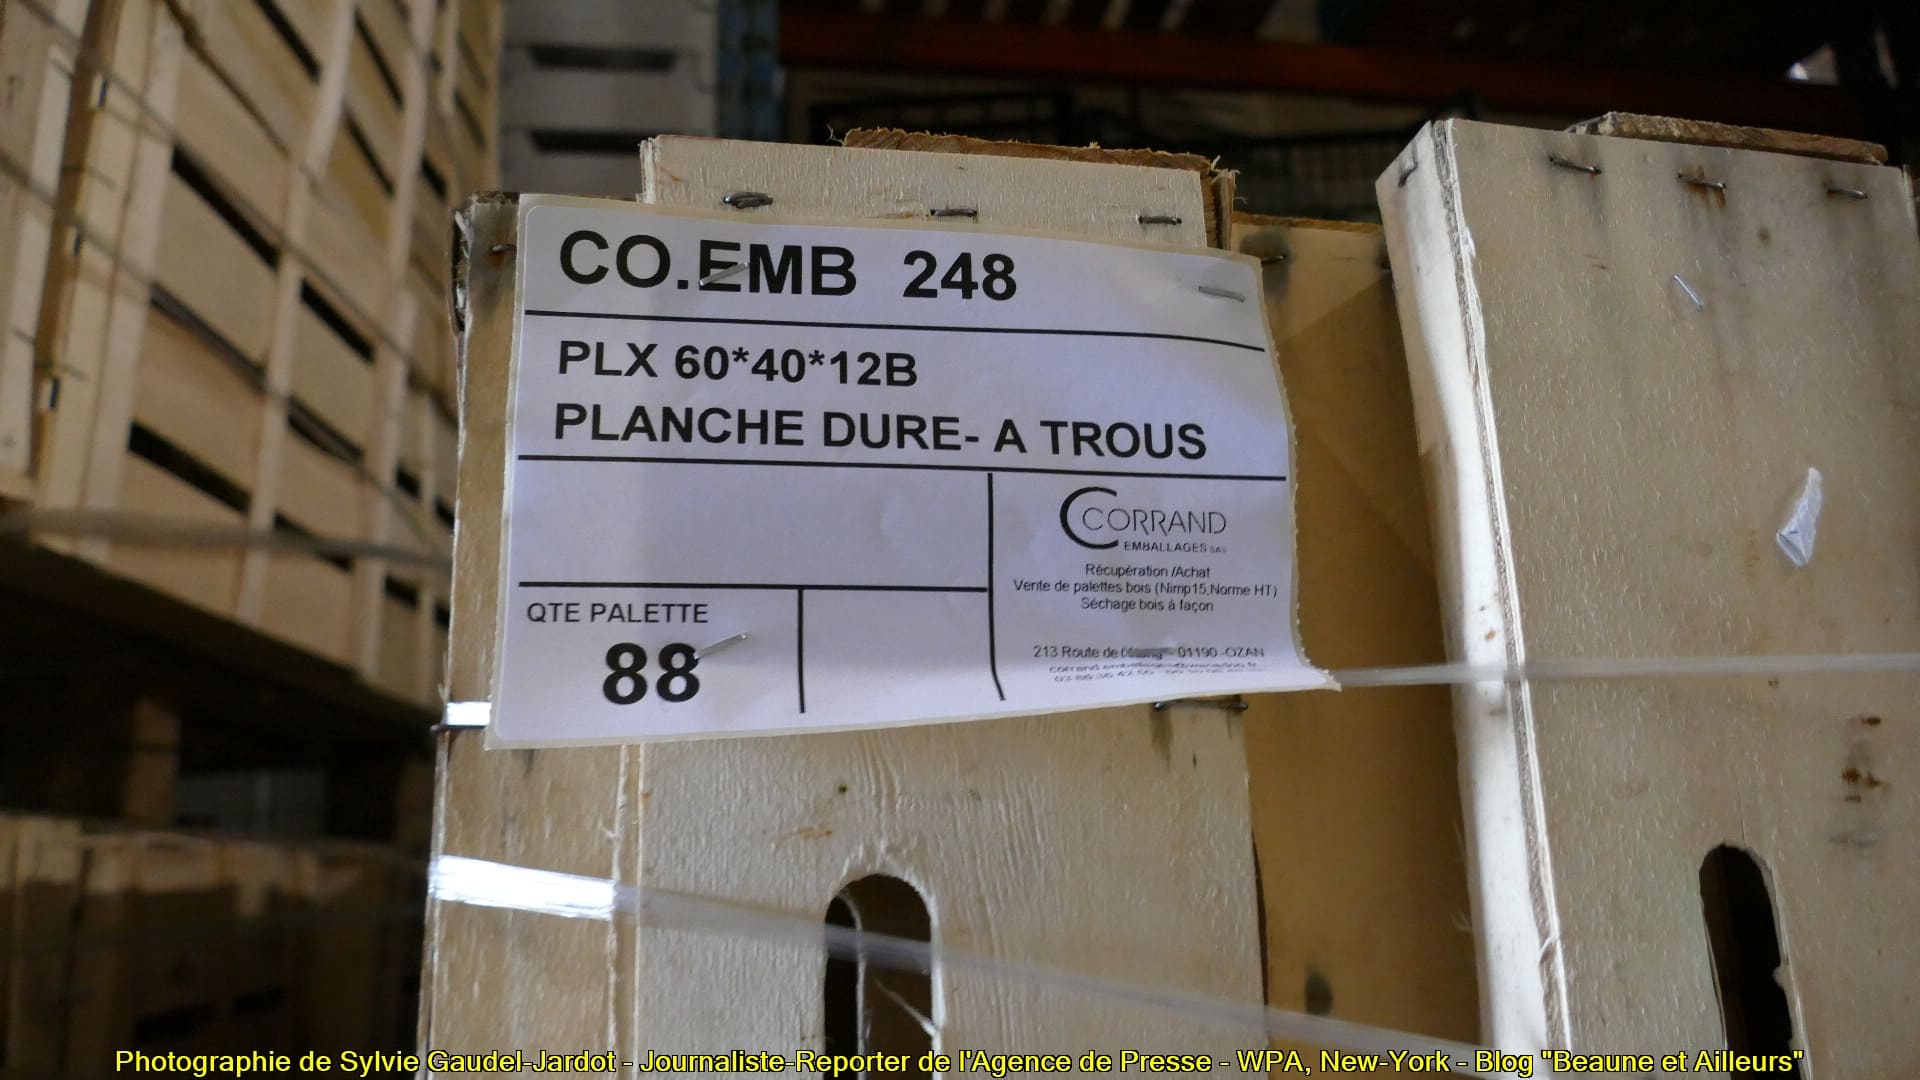 CO.EMB 248
PLX 60*40*12B
PLANCHE DURE- A TROUS
CORRAND
EMBALLAGES SAS
Récupération /Achat
Vente de palettes bois (Nimp15,Norme HT)
Séchage bois à façon
213 Route de 01190 -OZAN
QTE PALETTE
88
Photographie de Sylvie Gaudel-Jardot - Journaliste-Reporter de l'Agence de Presse - WPA, New-York - Blog "Beaune et Ailleurs"